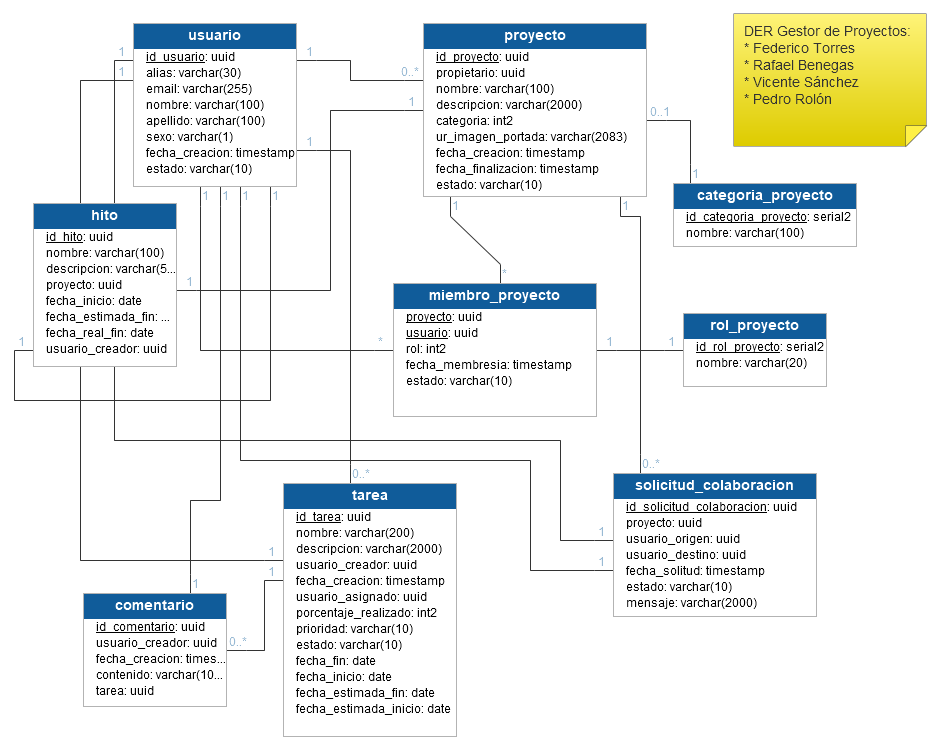 usuario
id_usuario: uuid
alias: varchar(30)
email: varchar(255)
nombre: varchar(100)
apellido: varchar(100)
sexo: varchar(1)
fecha_creacion: timestamp
estado: varchar(10)
proyecto
id_proyecto: uuid
propietario: uuid
nombre: varchar(100)
descripcion: varchar(2000)
categoria: int2
ur_imagen_portada: varchar(2083)
fecha_creacion: timestamp
fecha_finalizacion: timestamp
estado: varchar(10)
DER Gestor de Proyectos:
* Federico Torres
* Rafael Benegas
* Vicente Sánchez
* Pedro Rolón
1
1
1
0..*
1
1
0..1
1
1
1
1
1
1
1
categoria_proyecto
id_categoria_proyecto: serial2
nombre: varchar(100)
hito
id_hito: uuid
nombre: varchar(100)
descripcion: varchar(5...
proyecto: uuid
fecha_inicio: date
fecha_estimada_fin: ...
fecha_real_fin: date
usuario_creador: uuid
1
1
*
*
miembro_proyecto
proyecto: uuid
usuario: uuid
rol: int2
fecha_membresia: timestamp
estado: varchar(10)
1
1
rol_proyecto
id_rol_proyecto: serial2
nombre: varchar(20)
0..*
0..*
solicitud_colaboracion
id_solicitud_colaboracion: uuid
proyecto: uuid
usuario_origen: uuid
usuario_destino: uuid
fecha_solitud: timestamp
estado: varchar(10)
mensaje: varchar(2000)
1
1
tarea
id_tarea: uuid
nombre: varchar(200)
descripcion: varchar(2000)
usuario_creador: uuid
fecha_creacion: timestamp
usuario_asignado: uuid
porcentaje_realizado: int2
prioridad: varchar(10)
estado: varchar(10)
fecha_fin: date
fecha_inicio: date
fecha_estimada_fin: date
fecha_estimada_inicio: date
1
1
1
0..*
comentario
id_comentario: uuid
usuario_creador: uuid
fecha_creacion: times...
contenido: varchar(10...
tarea: uuid